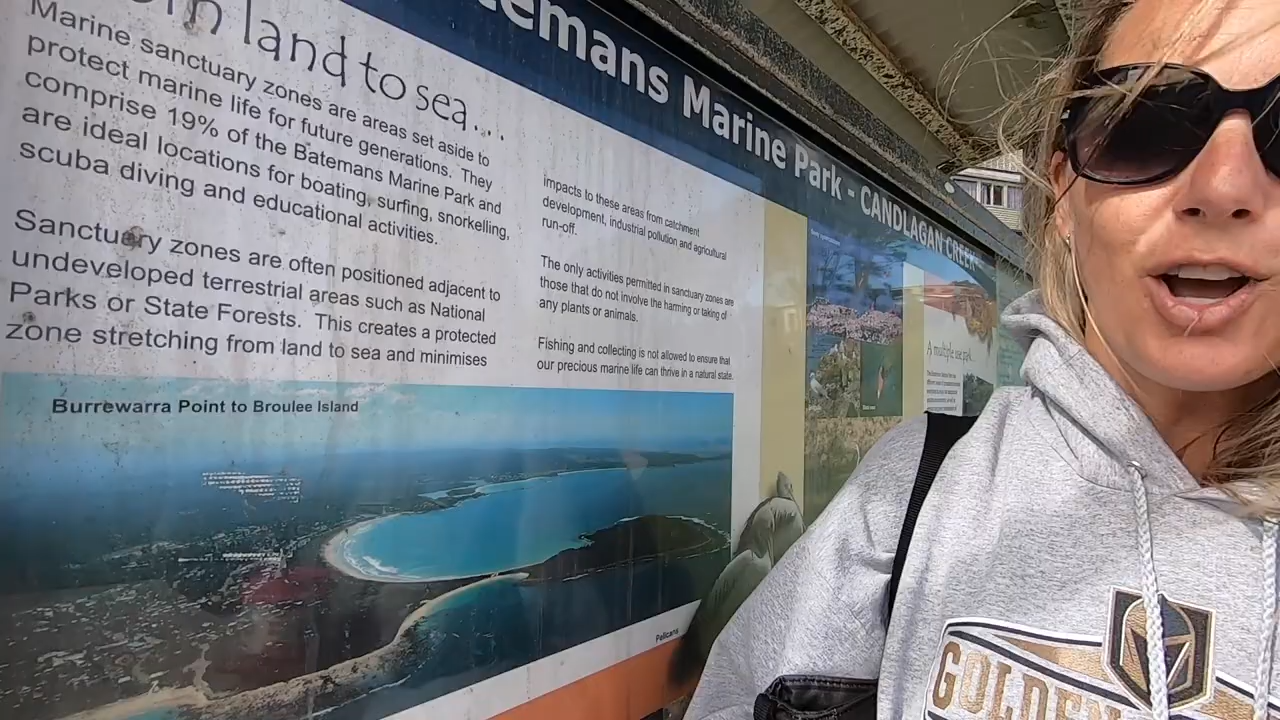 land to sea...
Marine sanctuary zones are areas set aside to
protect marine life for future generations. They
comprise 19% of the Batemans Marine Park and
are ideal locations for boating, surfing, snorkelling,
scuba diving and educational activities.
Sanctuary zones are often positioned adjacent to
undeveloped terrestrial areas such as National
Parks or State Forests. This creates a protected
zone stretching from land to sea and minimises
temans Marine Park - CANDLAGAN CREEK
impacts to these areas from catchment
development, industrial pollution and agricultural
run-off.
The only activities permitted in sanctuary zones are
those that do not involve the harming or taking of
any plants or animals.
Fishing and collecting is not allowed to ensure that
our precious marine life can thrive in a natural state.
Burrewarra Point to Broulee Island
Pelicans
A multiple use park
GOLDEN